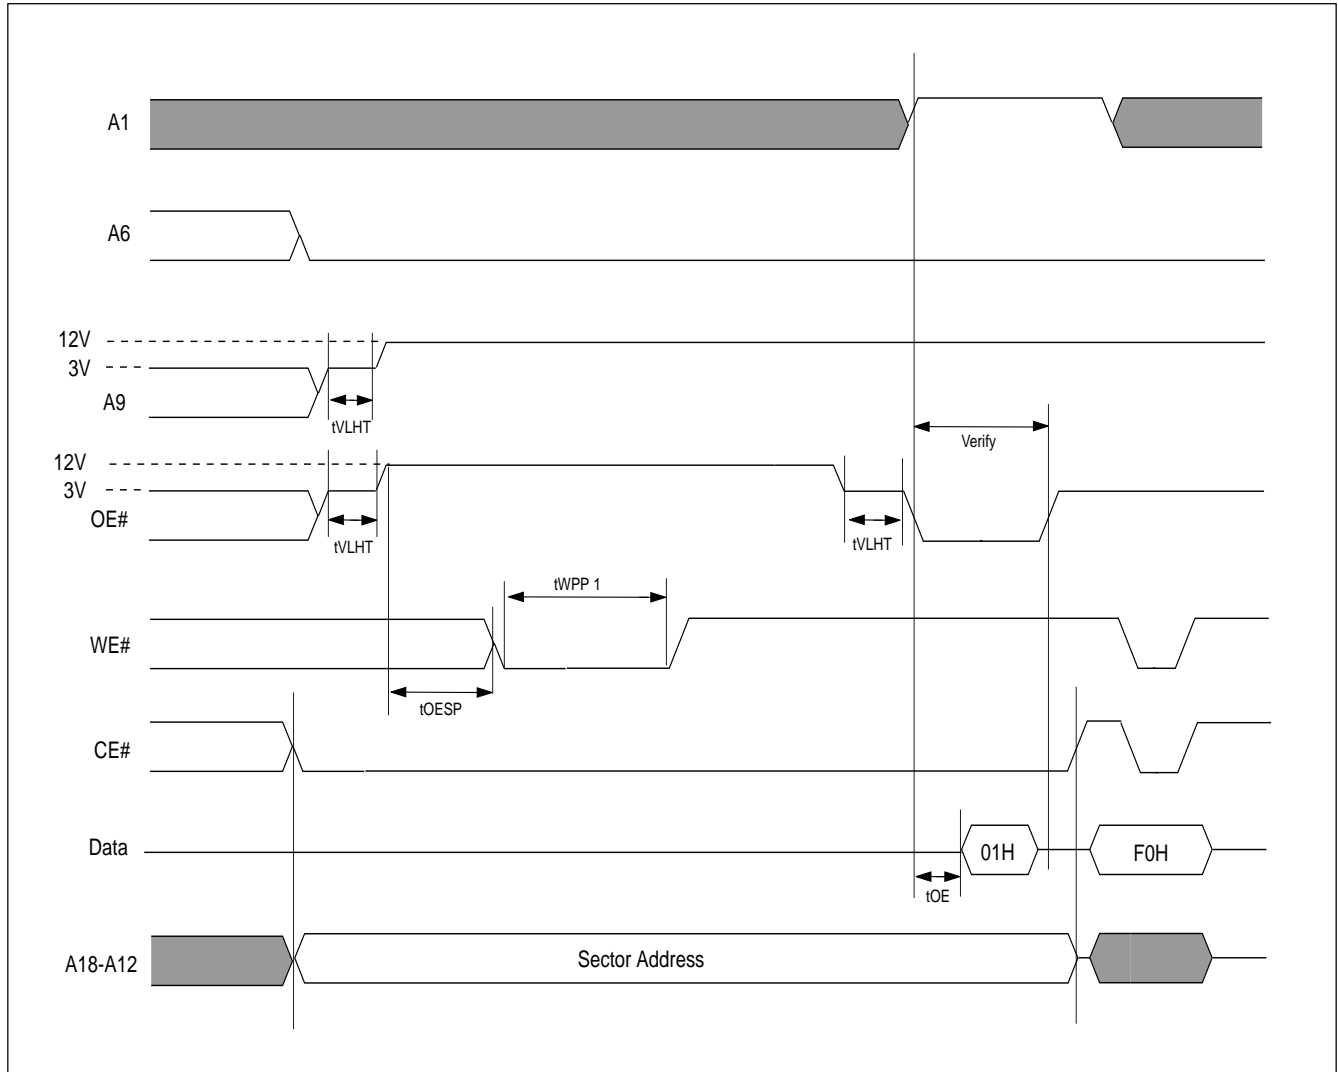 A1
A6
12V
3V
A9
tVLHT
Verify
12V
3V
OE#
tVLHT
tVLHT
tWPP 1
WE#
tOESP
CE#
Data
01H
F0H
tOE
A18-A12
Sector Address